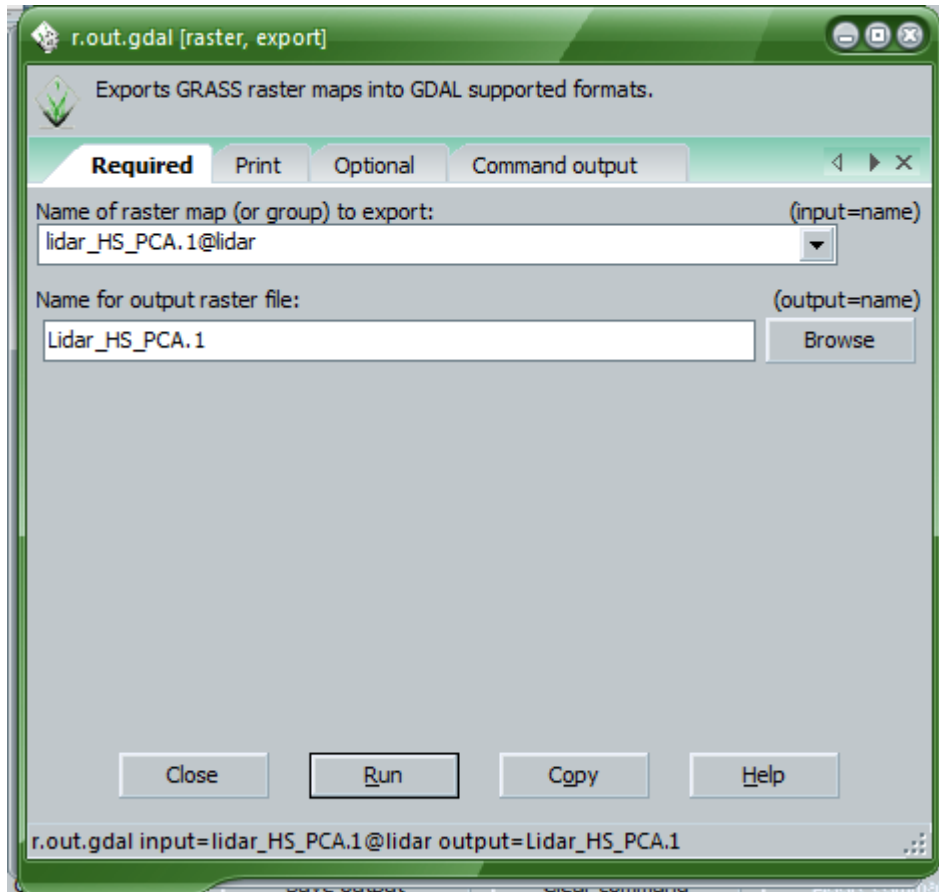 r.out.gdal [raster, export]
Exports GRASS raster maps into GDAL supported formats.
Required Print Optional Command output
Name of raster map (or group) to export: (input=name)
lidar_HS_PCA.1@lidar
Name for output raster file: (output=name)
Lidar_HS_PCA.1 Browse
Close Run Copy Help
r.out.gdal input=lidar_HS_PCA.1@lidar output=Lidar_HS_PCA.1